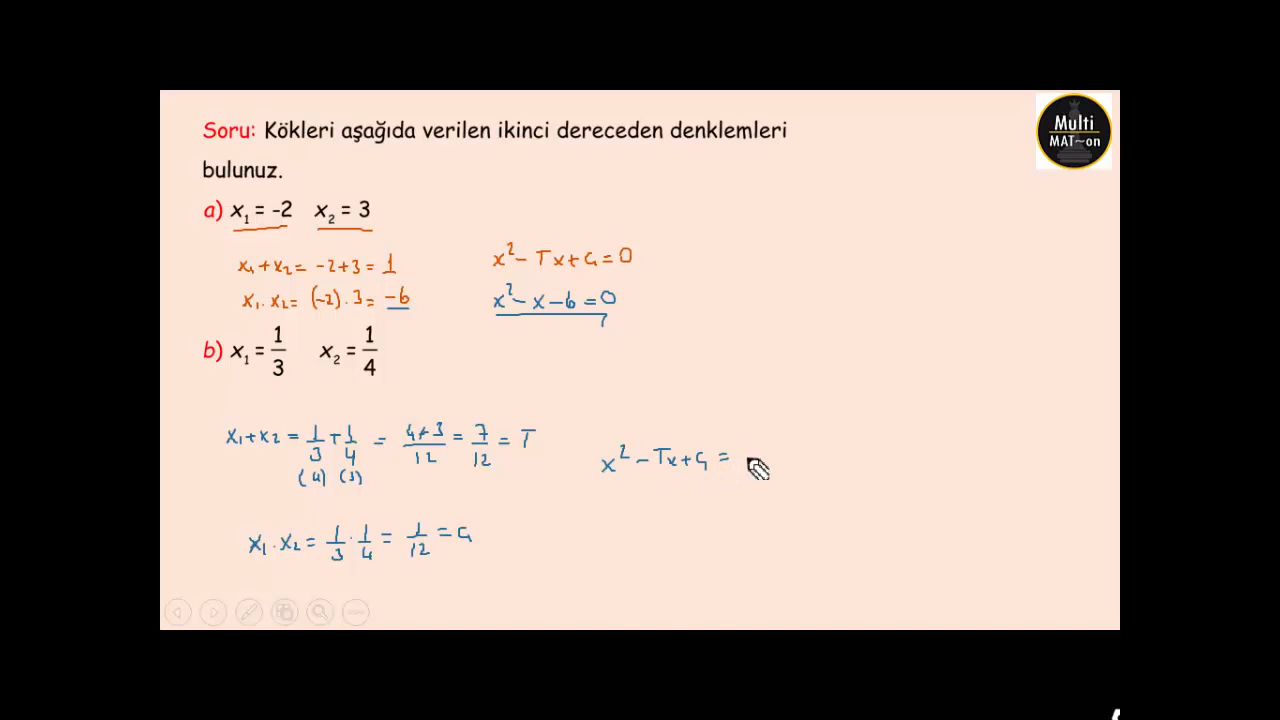 Soru: Kökleri aşağıda verilen ikinci dereceden denklemleri
bulunuz.
Multi
MAT~on
a) x₁ = -2 x₂ = 3
x₁ + x₂ = -2+3 = 1
x² - Tx + Ç = 0
x₁ . x₂ = (-2) . 3 = -6
x² - x - 6 = 0
b) x₁ = 1/3 x₂ = 1/4
x₁ + x₂ = 1/3 + 1/4 = 4+3/12 = 7/12 = T
(4) (3)
x² - Tx + Ç =
x₁ . x₂ = 1/3 . 1/4 = 1/12 = Ç